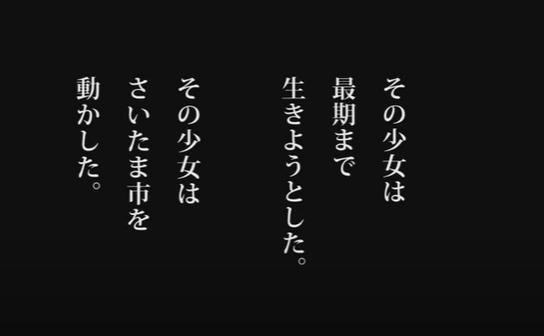 その少女は
最期まで
生きようとした。
その少女は
さいたま市を
動かした。